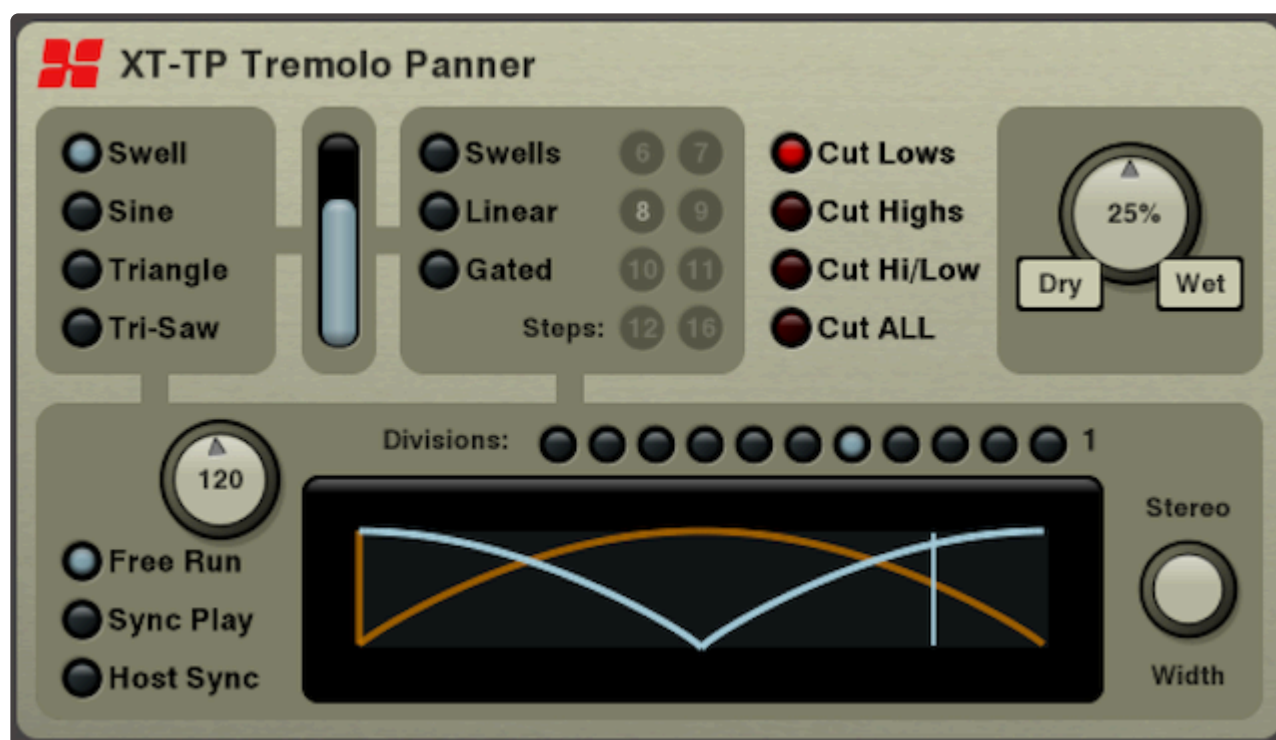 XT-TP Tremolo Panner
Swell
Sine
Triangle
Tri-Saw
Swells
Linear
Gated
6 7
8 9
10 11
Steps: 12 16
Cut Lows
Cut Highs
Cut Hi/Low
Cut ALL
25%
Dry Wet
120
Free Run
Sync Play
Host Sync
Divisions: 1
Stereo
Width